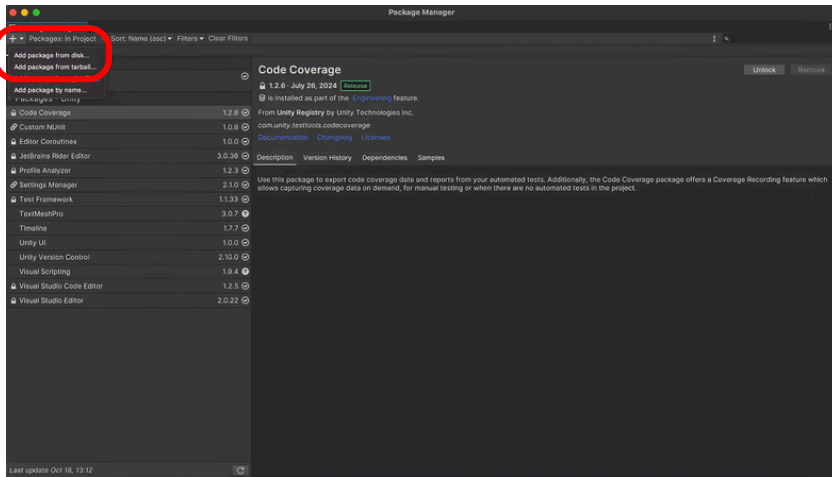 Package Manager
+ Packages: In Project Sort: Name (asc) Filters Clear Filters
Add package from disk...
Add package from tarball...
Add package by name...
Packages - Unity
Code Coverage 1.2.6
Custom NUnit 1.0.6
Editor Coroutines 1.0.0
JetBrains Rider Editor 3.0.36
Profile Analyzer 1.2.3
Settings Manager 2.1.0
Test Framework 1.1.33
TextMeshPro 3.0.7
Timeline 1.7.7
Unity UI 1.0.0
Unity Version Control 2.10.0
Visual Scripting 1.9.4
Visual Studio Code Editor 1.2.5
Visual Studio Editor 2.0.22
Last update Oct 18, 13:12
Code Coverage
Unlock Remove
1.2.6 · July 26, 2024 Release
is installed as part of the Engineering feature.
From Unity Registry by Unity Technologies Inc.
com.unity.testtools.codecoverage
Documentation Changelog Licenses
Description Version History Dependencies Samples
Use this package to export code coverage data and reports from your automated tests. Additionally, the Code Coverage package offers a Coverage Recording feature which
allows capturing coverage data on demand, for manual testing or when there are no automated tests in the project.